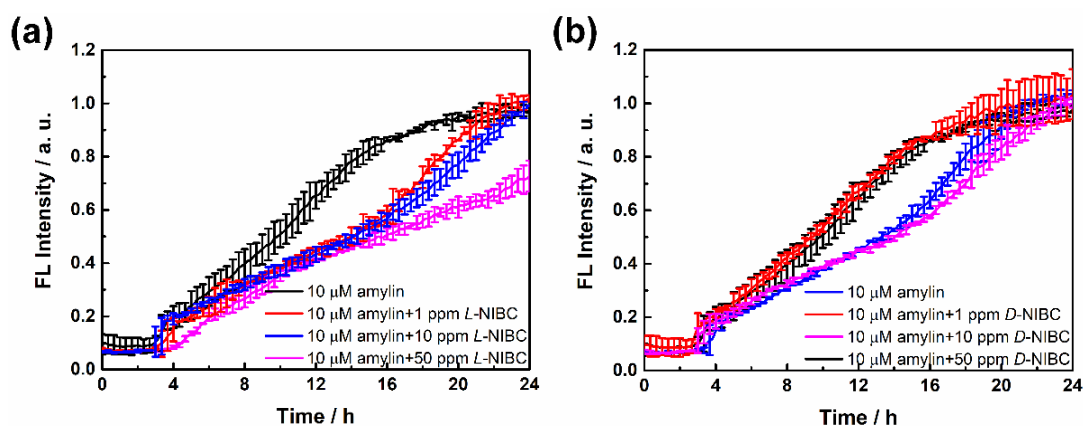 (a)
FL Intensity / a. u.
1.2
1.0
0.8
0.6
0.4
0.2
0.0
10 μM amylin
10 μM amylin+1 ppm L-NIBC
10 μM amylin+10 ppm L-NIBC
10 μM amylin+50 ppm L-NIBC
0 4 8 12 16 20 24
Time / h
(b)
FL Intensity / a. u.
1.2
1.0
0.8
0.6
0.4
0.2
0.0
10 μM amylin
10 μM amylin+1 ppm D-NIBC
10 μM amylin+10 ppm D-NIBC
10 μM amylin+50 ppm D-NIBC
0 4 8 12 16 20 24
Time / h